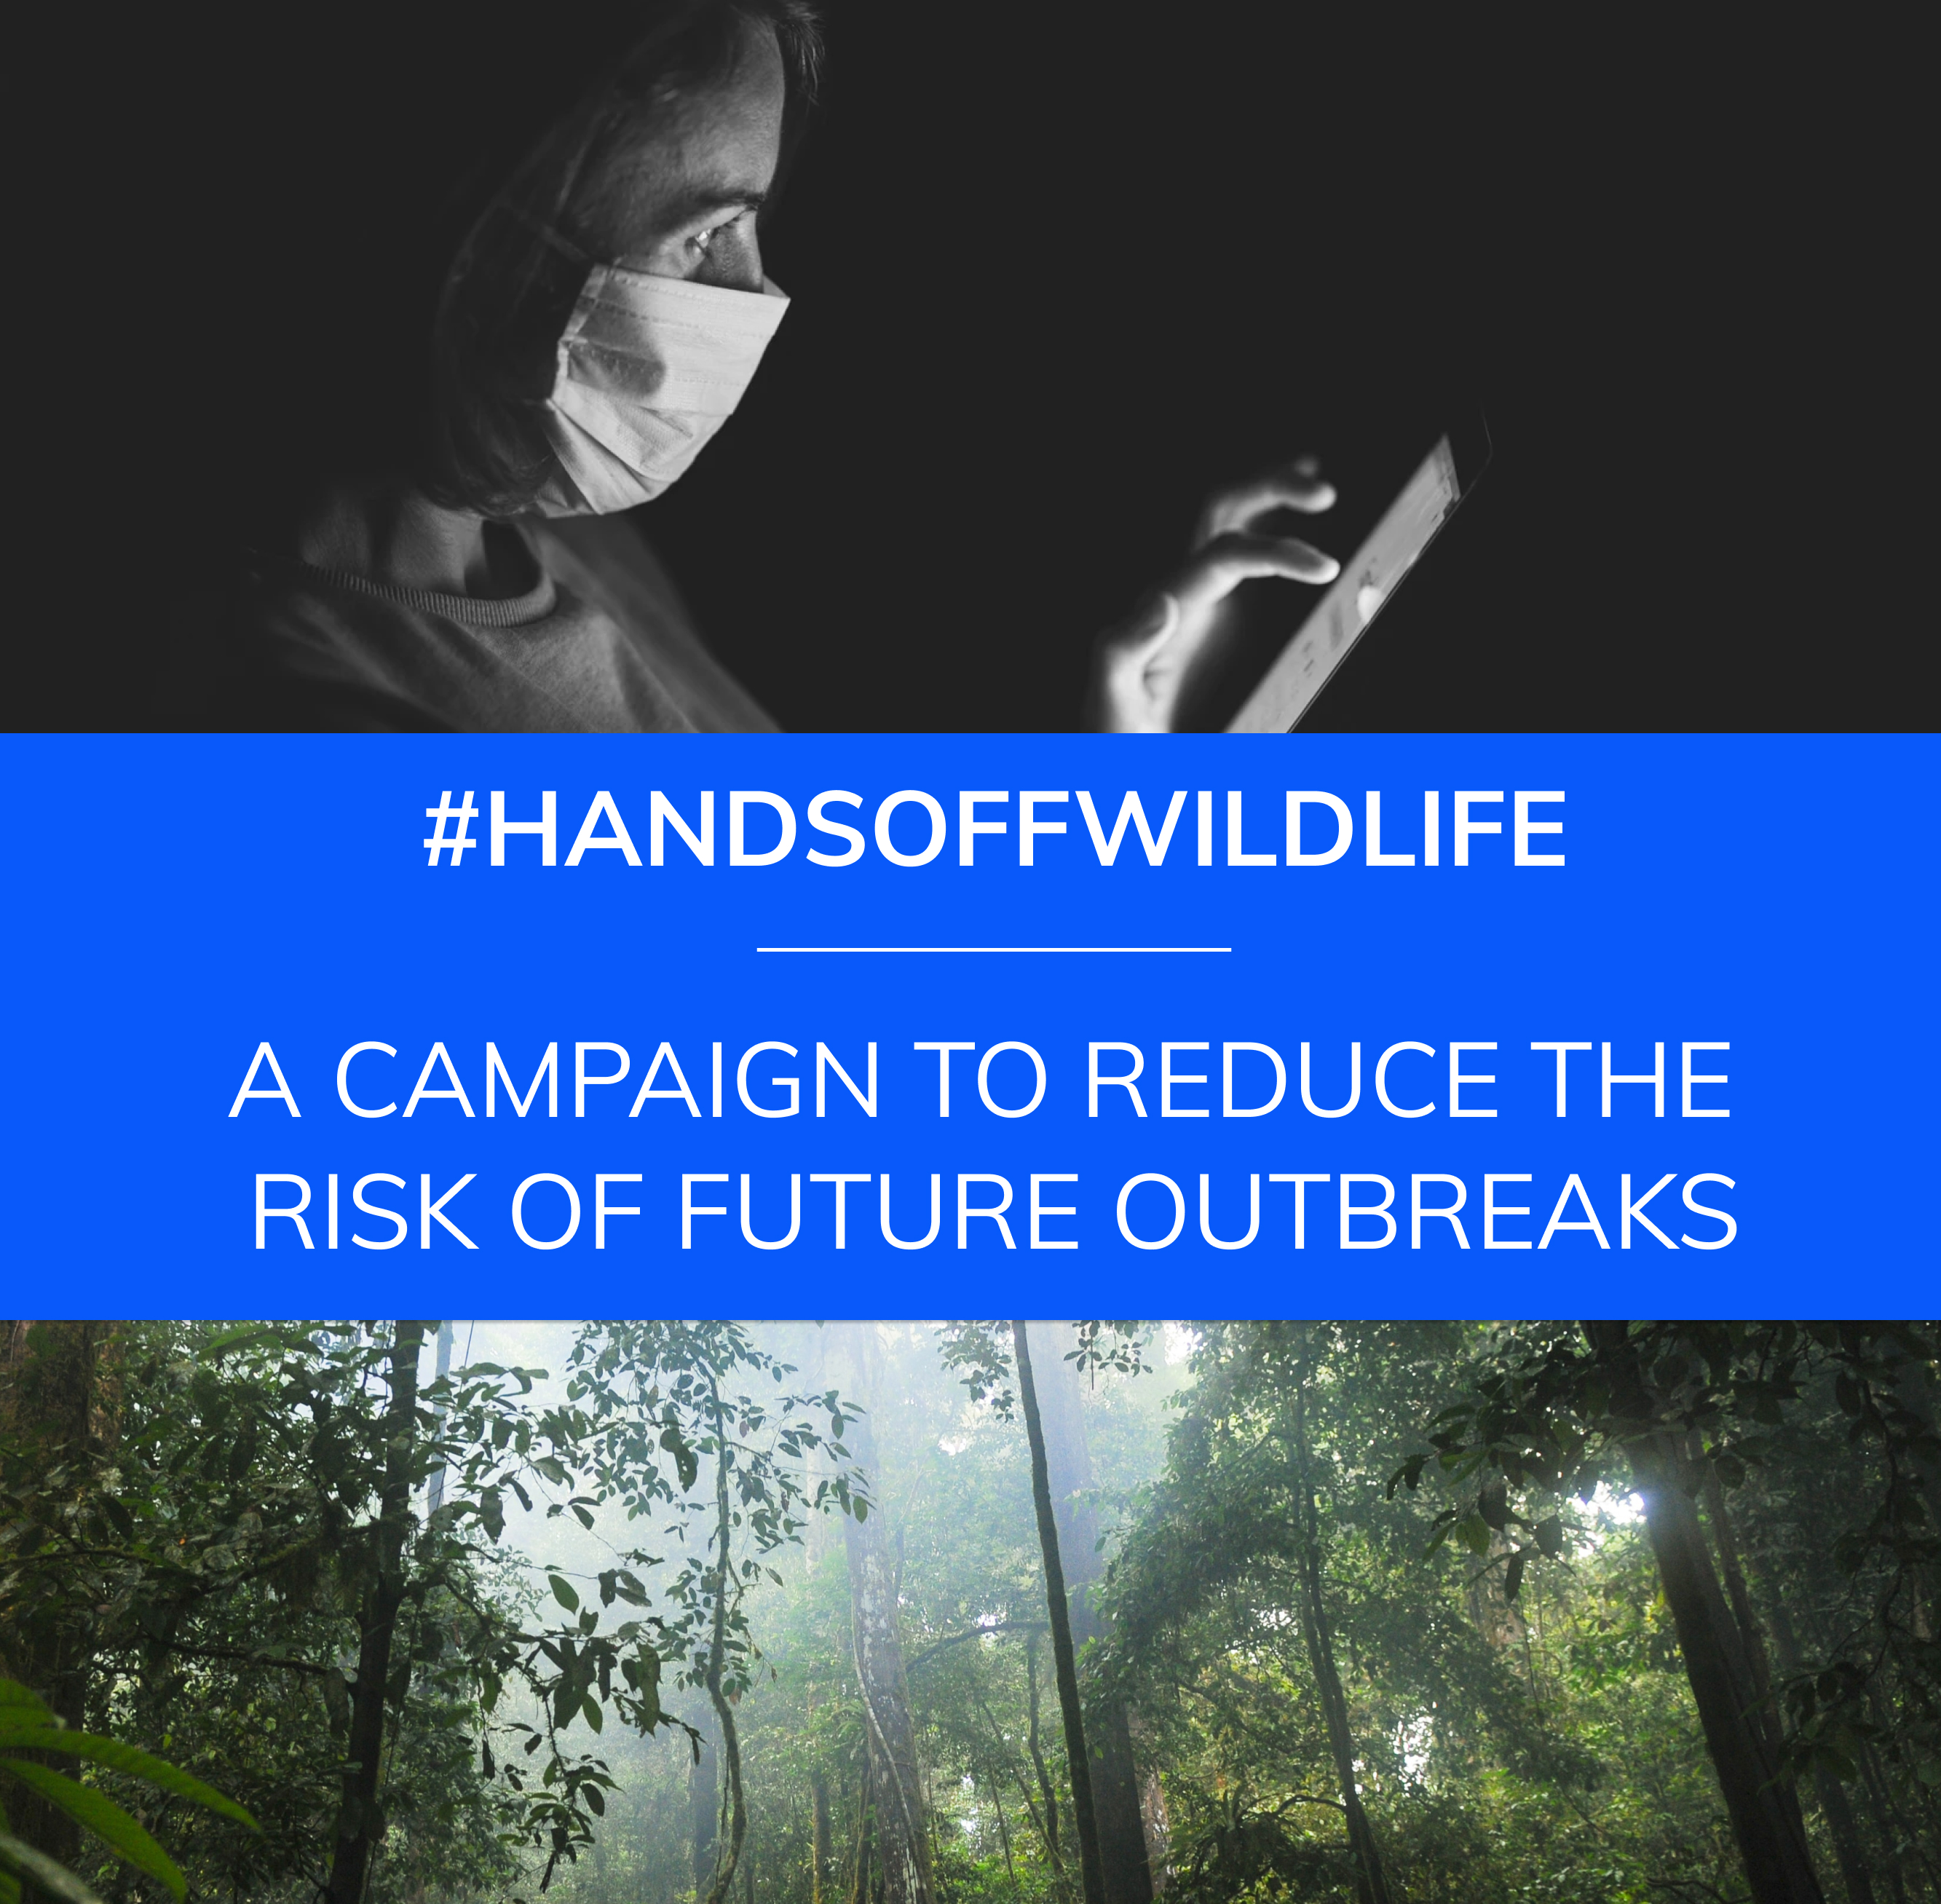 #HANDSOFFWILDLIFE
A CAMPAIGN TO REDUCE THE
RISK OF FUTURE OUTBREAKS